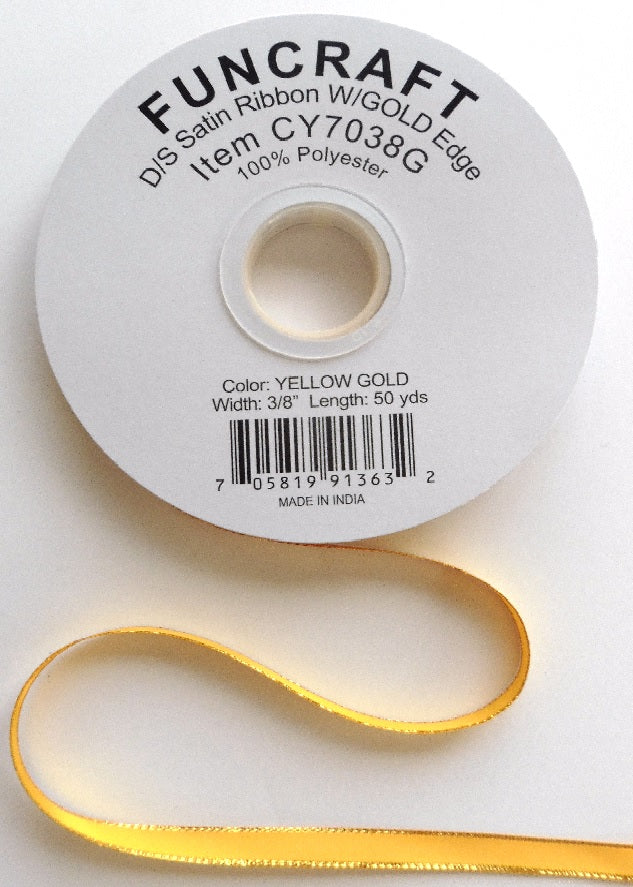 FUNCRAFT
D/S Satin Ribbon W/GOLD Edge
Item CY7038G
100% Polyester
Color: YELLOW GOLD
Width: 3/8” Length: 50 yds
7 05819 91363 2
MADE IN INDIA